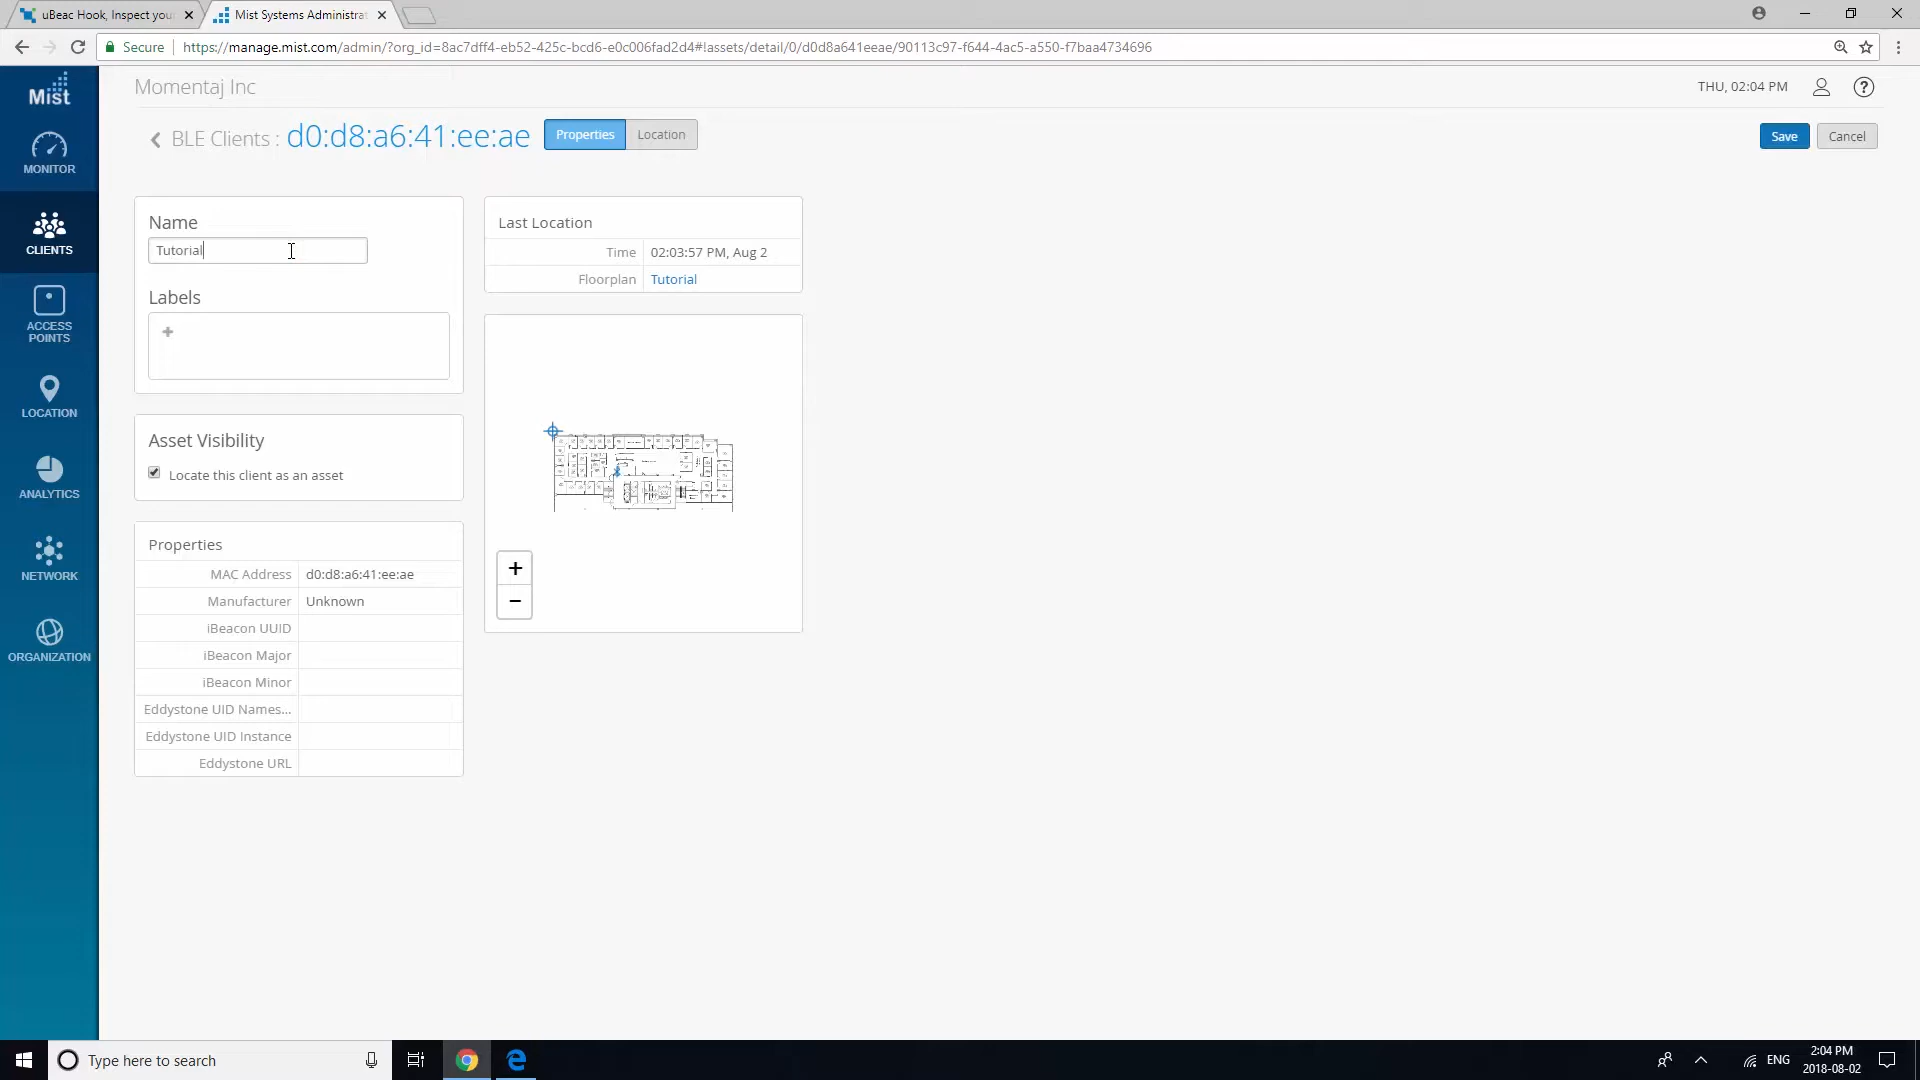 uBeac Hook, Inspect your
Mist Systems Administrat
Secure
https://manage.mist.com/admin/?org_id=8ac7dff4-eb52-425c-bcd6-e0c006fad2d4#!assets/detail/0/d0d8a641eeae/90113c97-f644-4ac5-a550-f7baa4734696
Mist
Momentaj Inc
THU, 02:04 PM
BLE Clients : d0:d8:a6:41:ee:ae
Properties
Location
Save
Cancel
MONITOR
CLIENTS
ACCESS
POINTS
LOCATION
ANALYTICS
NETWORK
ORGANIZATION
Name
Tutorial
Labels
Asset Visibility
Locate this client as an asset
Properties
MAC Address d0:d8:a6:41:ee:ae
Manufacturer Unknown
iBeacon UUID
iBeacon Major
iBeacon Minor
Eddystone UID Names...
Eddystone UID Instance
Eddystone URL
Last Location
Time 02:03:57 PM, Aug 2
Floorplan Tutorial
+
−
Type here to search
ENG
2:04 PM
2018-08-02